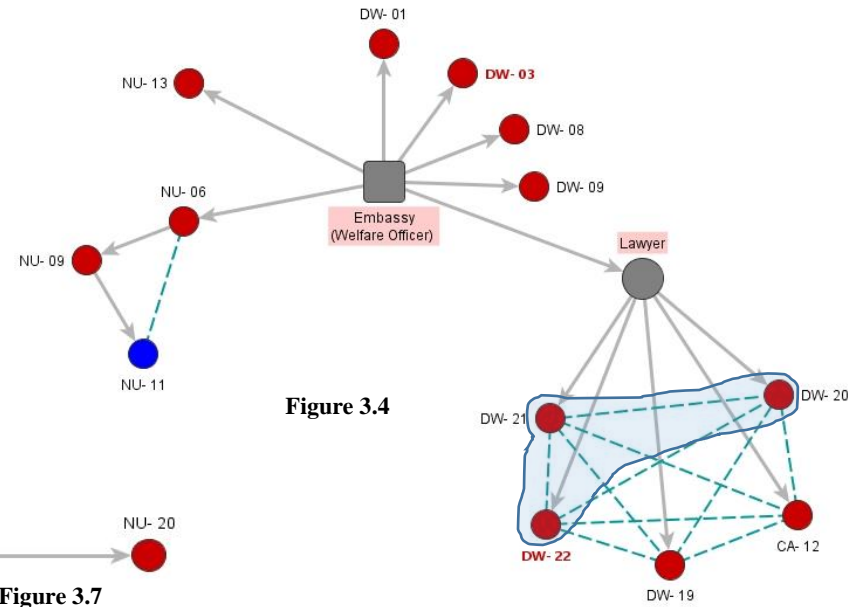 DW- 01
NU- 13
DW- 03
DW- 08
DW- 09
NU- 06
Embassy
(Welfare Officer)
Lawyer
NU- 09
NU- 11
Figure 3.4
DW- 20
DW- 21
NU- 20
DW- 22
CA- 12
Figure 3.7
DW- 19